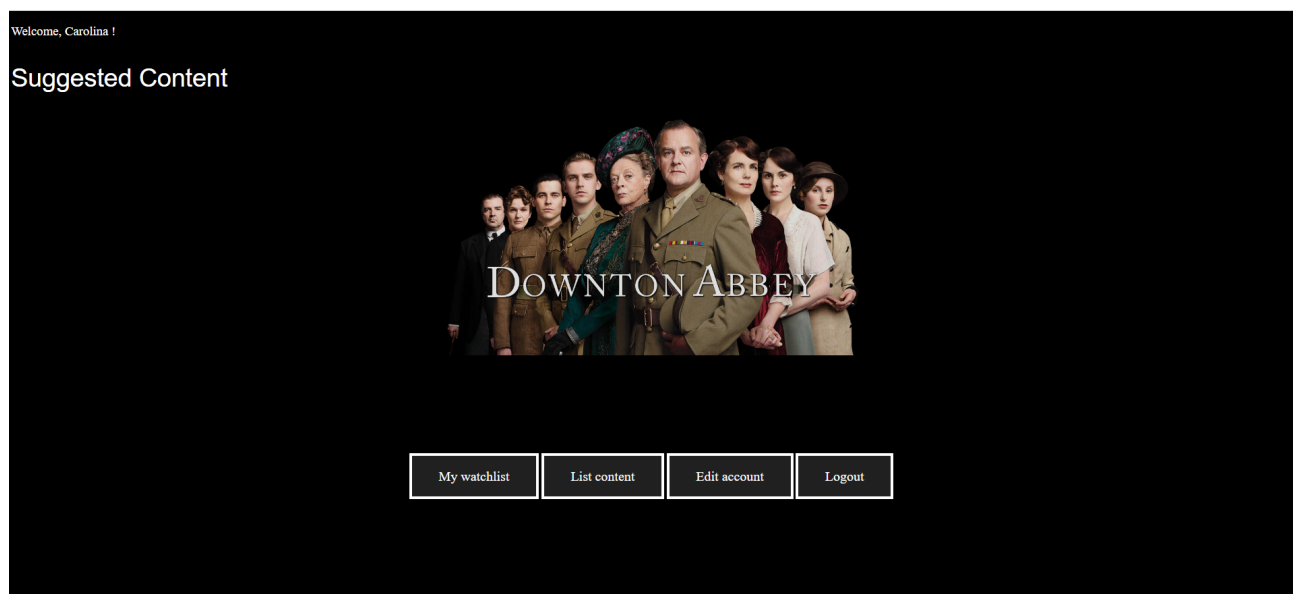 Welcome, Carolina !
Suggested Content
DOWNTON ABBEY
My watchlist
List content
Edit account
Logout